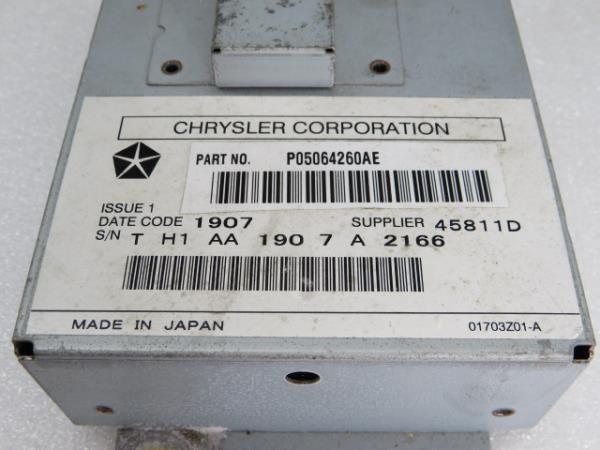 CHRYSLER CORPORATION
PART NO. P05064260AE
ISSUE 1
DATE CODE 1907 SUPPLIER 45811D
S/N T H1 AA 190 7 A 2166
MADE IN JAPAN 01703Z01-A